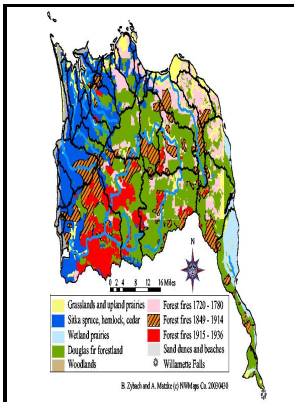 N
0 2 4 8 12 16 Miles
Grasslands and upland prairies
Sitka spruce, hemlock, cedar
Wetland prairies
Douglas fir forestland
Woodlands
Forest fires 1720 - 1780
Forest fires 1849 - 1914
Forest fires 1915 - 1936
Sand dunes and beaches
Willamette Falls
B. Zybach and A. Matzke (c) NWMaps Co. 20030430